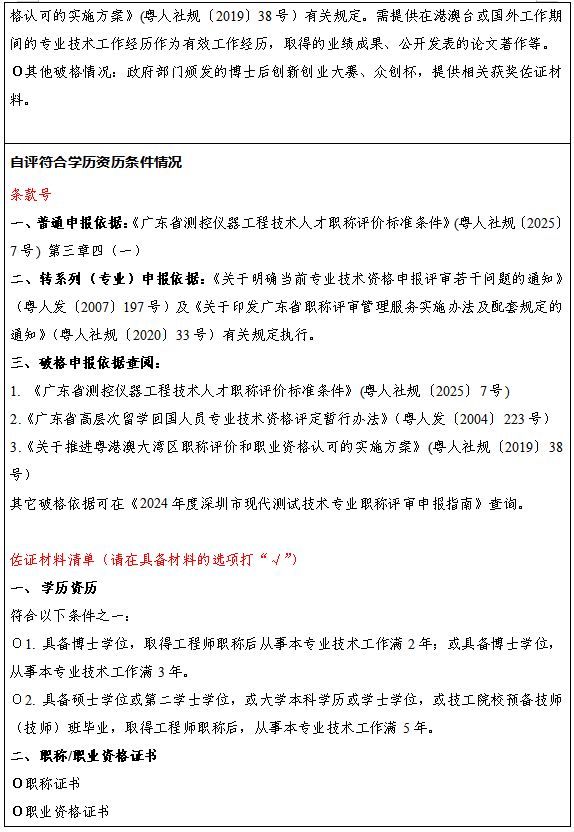 格认可的实施方案》(粤人社规〔2019〕38号）有关规定。需提供在港澳台或国外工作期
间的专业技术工作经历作为有效工作经历，取得的业绩成果、公开发表的论文著作等。
O其他破格情况：政府部门颁发的博士后创新创业大赛、众创杯，提供相关获奖佐证材
料。
自评符合学历资历条件情况
条款号
一、普通申报依据：《广东省测控仪器工程技术人才职称评价标准条件》(粤人社规〔2025〕
7号）第三章四（一）
二、转系列（专业）申报依据：《关于明确当前专业技术资格申报评审若干问题的通知》
（粤人发〔2007〕197号）及《关于印发广东省职称评审管理服务实施办法及配套规定的
通知》（粤人社规〔2020〕33号）有关规定执行。
三、破格申报依据查阅：
1. 《广东省测控仪器工程技术人才职称评价标准条件》(粤人社规〔2025〕7号)
2.《广东省高层次留学回国人员专业技术资格评定暂行办法》（粤人发〔2004〕223号）
3.《关于推进粤港澳大湾区职称评价和职业资格认可的实施方案》(粤人社规〔2019〕38
号）
其它破格依据可在《2024年度深圳市现代测试技术专业职称评审申报指南》查询。
佐证材料清单（请在具备材料的选项打“√”）
一、 学历资历
符合以下条件之一：
O1. 具备博士学位，取得工程师职称后从事本专业技术工作满2年；或具备博士学位，
从事本专业技术工作满3年。
O2. 具备硕士学位或第二学士学位，或大学本科学历或学士学位，或技工院校预备技师
（技师）班毕业，取得工程师职称后，从事本专业技术工作满 5年。
二、职称/职业资格证书
O职称证书
O职业资格证书